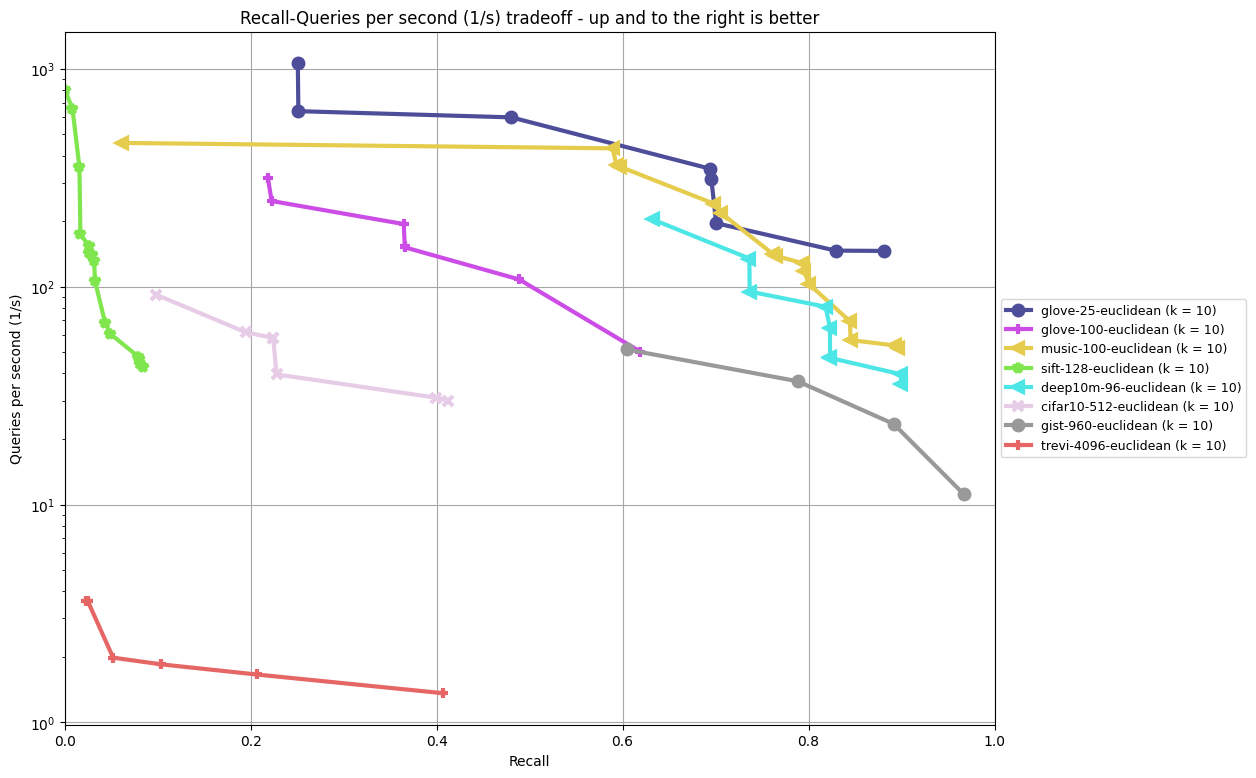 Recall-Queries per second (1/s) tradeoff - up and to the right is better
Queries per second (1/s)
10³
10²
10¹
10⁰
0.0 0.2 0.4 0.6 0.8 1.0
Recall
glove-25-euclidean (k = 10)
glove-100-euclidean (k = 10)
music-100-euclidean (k = 10)
sift-128-euclidean (k = 10)
deep10m-96-euclidean (k = 10)
cifar10-512-euclidean (k = 10)
gist-960-euclidean (k = 10)
trevi-4096-euclidean (k = 10)